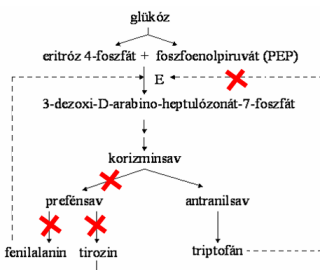 glükóz
eritróz 4-foszfát + foszfoenolpiruvát (PEP)
E
3-dezoxi-D-arabino-heptulózonát-7-foszfát
korizminsav
prefénsav antranilsav
fenilalanin tirozin triptofán